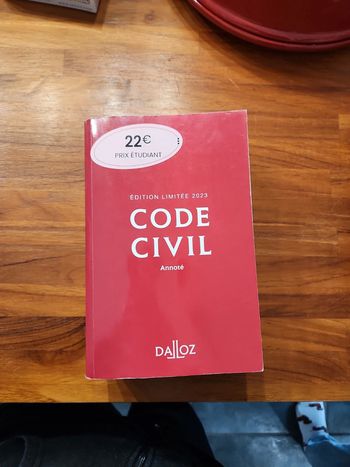 22€
PRIX ÉTUDIANT
ÉDITION LIMITÉE 2023
CODE
CIVIL
Annoté
DALLOZ